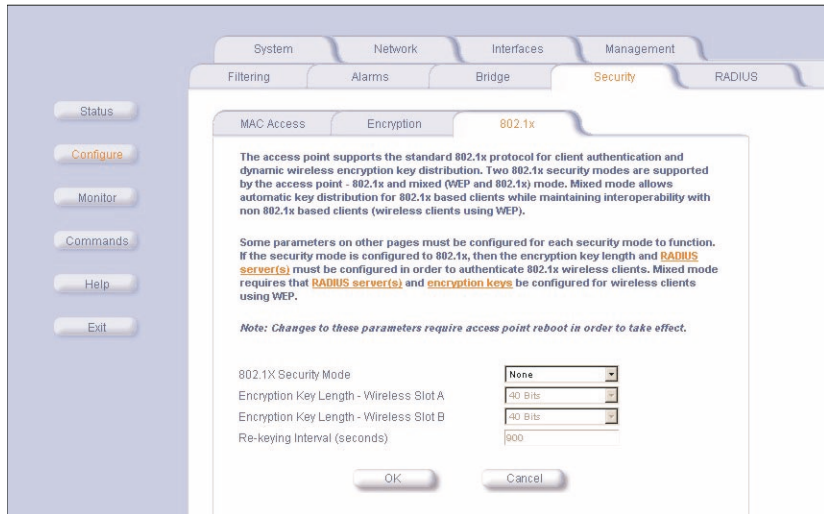 System Network Interfaces Management
Filtering Alarms Bridge Security RADIUS
Status
Configure
Monitor
Commands
Help
Exit
MAC Access Encryption 802.1x
The access point supports the standard 802.1x protocol for client authentication and
dynamic wireless encryption key distribution. Two 802.1x security modes are supported
by the access point - 802.1x and mixed (WEP and 802.1x) mode. Mixed mode allows
automatic key distribution for 802.1x based clients while maintaining interoperability with
non 802.1x based clients (wireless clients using WEP).
Some parameters on other pages must be configured for each security mode to function.
If the security mode is configured to 802.1x, then the encryption key length and RADIUS
server(s) must be configured in order to authenticate 802.1x wireless clients. Mixed mode
requires that RADIUS server(s) and encryption keys be configured for wireless clients
using WEP.
Note: Changes to these parameters require access point reboot in order to take effect.
802.1X Security Mode None
Encryption Key Length - Wireless Slot A 40 Bits
Encryption Key Length - Wireless Slot B 40 Bits
Re-keying Interval (seconds) 900
OK Cancel